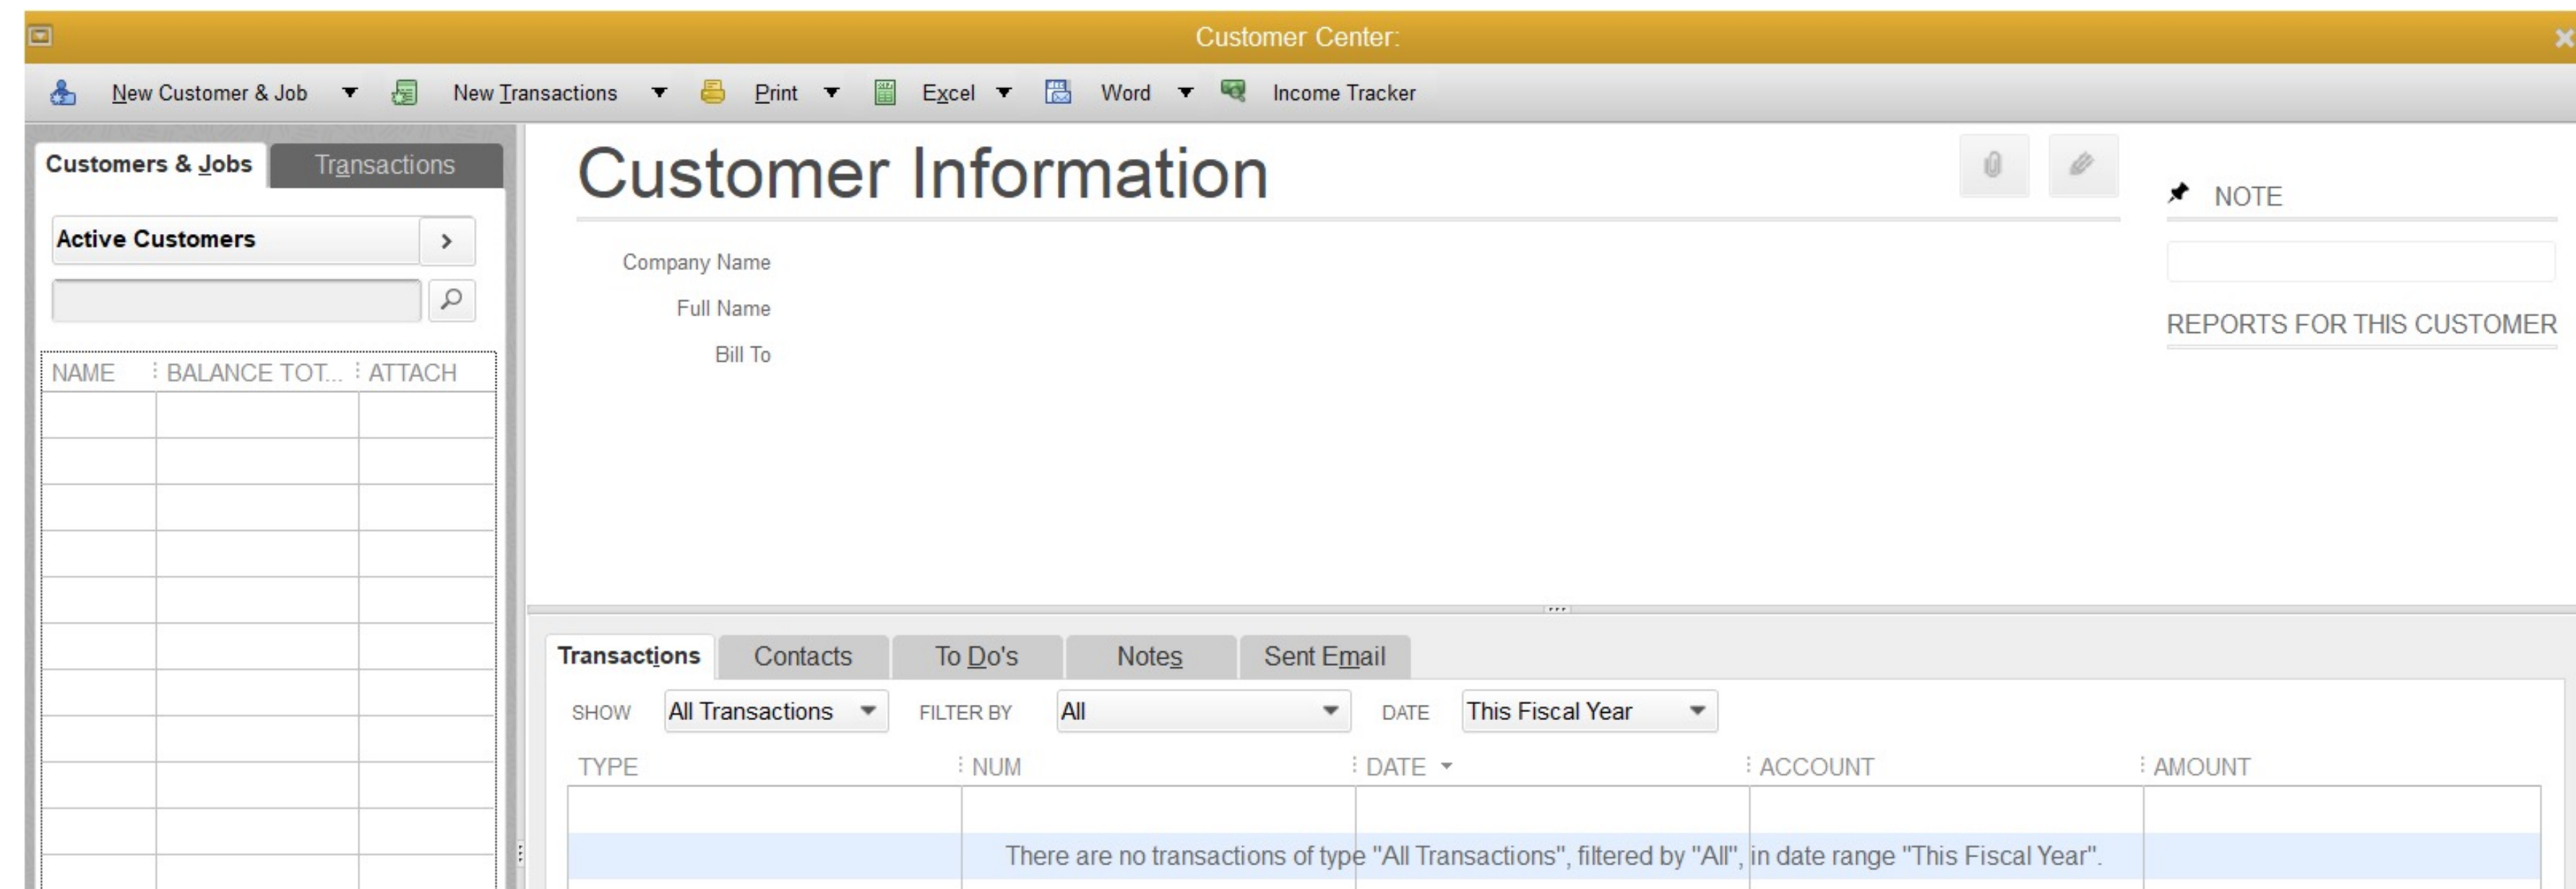 Customer Center:
New Customer & Job
New Transactions
Print
Excel
Word
Income Tracker
Customers & Jobs
Transactions
Active Customers
NAME
BALANCE TOT...
ATTACH
Customer Information
Company Name
Full Name
Bill To
NOTE
REPORTS FOR THIS CUSTOMER
Transactions
Contacts
To Do's
Notes
Sent Email
SHOW
All Transactions
FILTER BY
All
DATE
This Fiscal Year
TYPE
NUM
DATE
ACCOUNT
AMOUNT
There are no transactions of type "All Transactions", filtered by "All", in date range "This Fiscal Year".